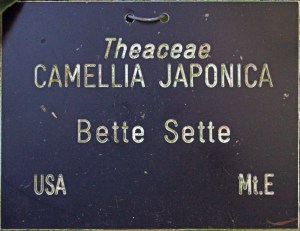 Theaceae
CAMELLIA JAPONICA
Bette Sette
USA Mt.E